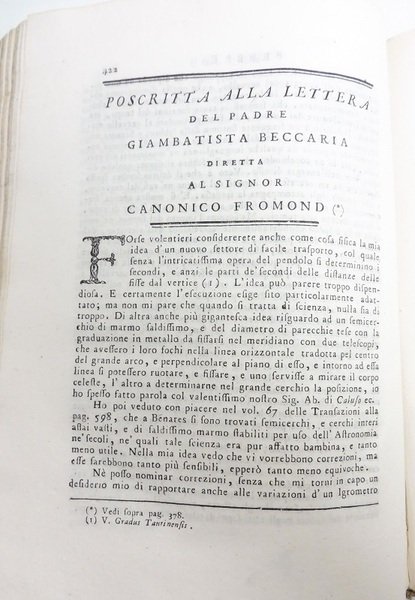 422
POSCRITTA ALLA LETTERA
DEL PADRE
GIAMBATISTA BECCARIA
DIRETTA
AL SIGNOR
CANONICO FROMOND (*)
FOrse volentieri considererete anche come cosa fisica la mia
idea d'un nuovo settore di facile trasporto, col quale
senza l'intricatissima opera del pendolo si determinino i
secondi, e anzi le parti de' secondi delle distanze delle
fisse dal vertice (1). L'idea può parere troppo dispen-
diosa. E certamente l'esecuzione esige sito particolarmente adat-
tato; ma non mi pare che quando si tratta di scienza, nulla sia di
troppo. Di altra anche più gigantesca idea risguardo ad un semicer-
chio di marmo saldissimo, e del diametro di parecchie tese con la
graduazione in metallo da fissarsi nel meridiano con due telescopj,
che avessero i loro fochi nella linea orizzontale tradotta pel centro
del grande arco, e perpendicolare al piano di esso, e intorno ad essa
linea si potessero ruotare, e fissare, e uno servisse a mirare il corpo
celeste, l'altro a determinarne nel grande cerchio la posizione, io
ho spesso fatto parola col valentissimo nostro Sig. Ab. di Caluso ec.
Ho poi veduto con piacere nel vol. 67 delle Transazioni alla
pag. 598, che a Benares si sono trovati semicerchi, e cerchi interi
assai vasti, e di saldissimo marmo stabiliti per uso dell'Astronomia
ne' secoli, ne' quali tale scienza era pur affatto bambina, e tanto
meno utile. Nella mia idea vedo che vi vorrebbono correzioni, ma
esse sarebbono tanto più sensibili, epperò tanto meno equivoche.
Nè posso nominar correzioni, senza che mi torni in capo un
desiderio mio di rapportare anche alle variazioni d'un Igrometro
(*) Vedi sopra pag. 378.
(1) V. Gradus Taurinensis.